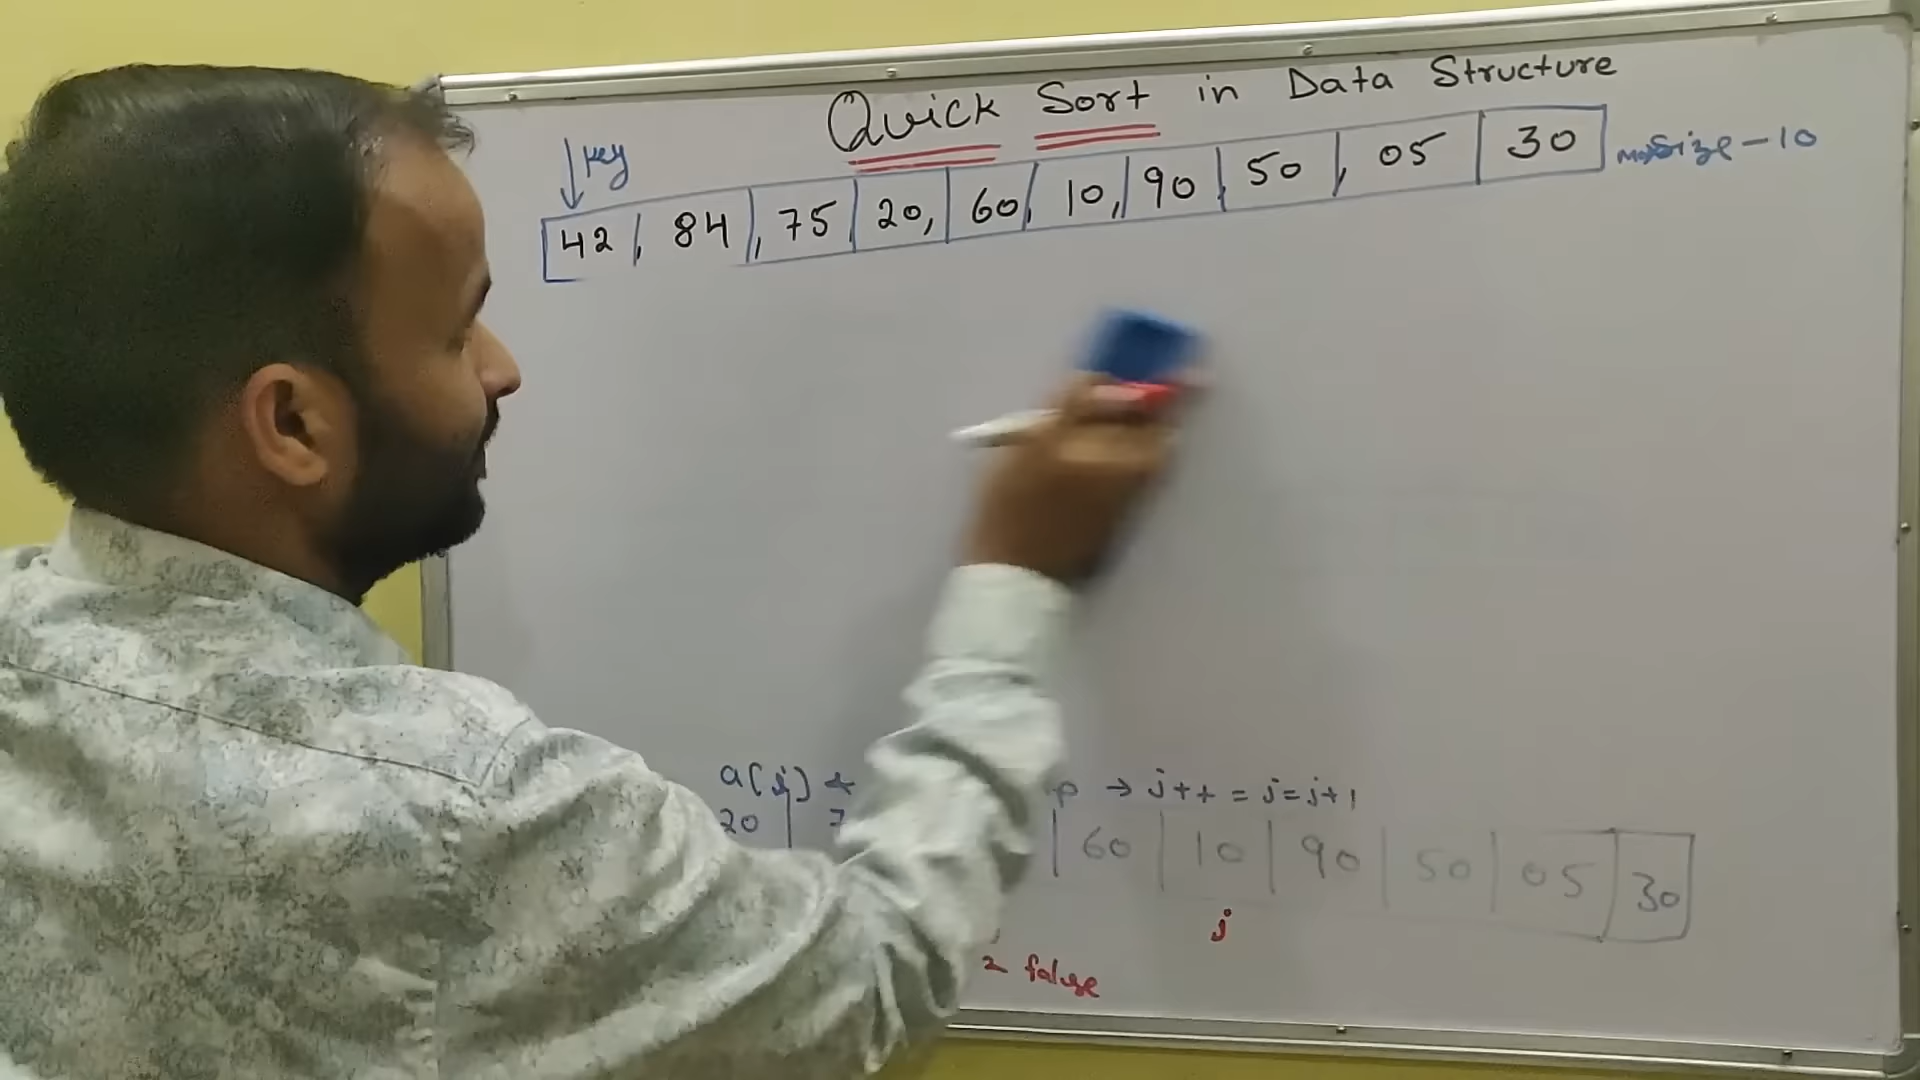 Quick Sort in Data Structure
key
42, 84, 75, 20, 60, 10, 90, 50, 05 30
Size-10
a[j]
→ j++ = j=j+1
20
60 10 90 50 05 30
j
2 false